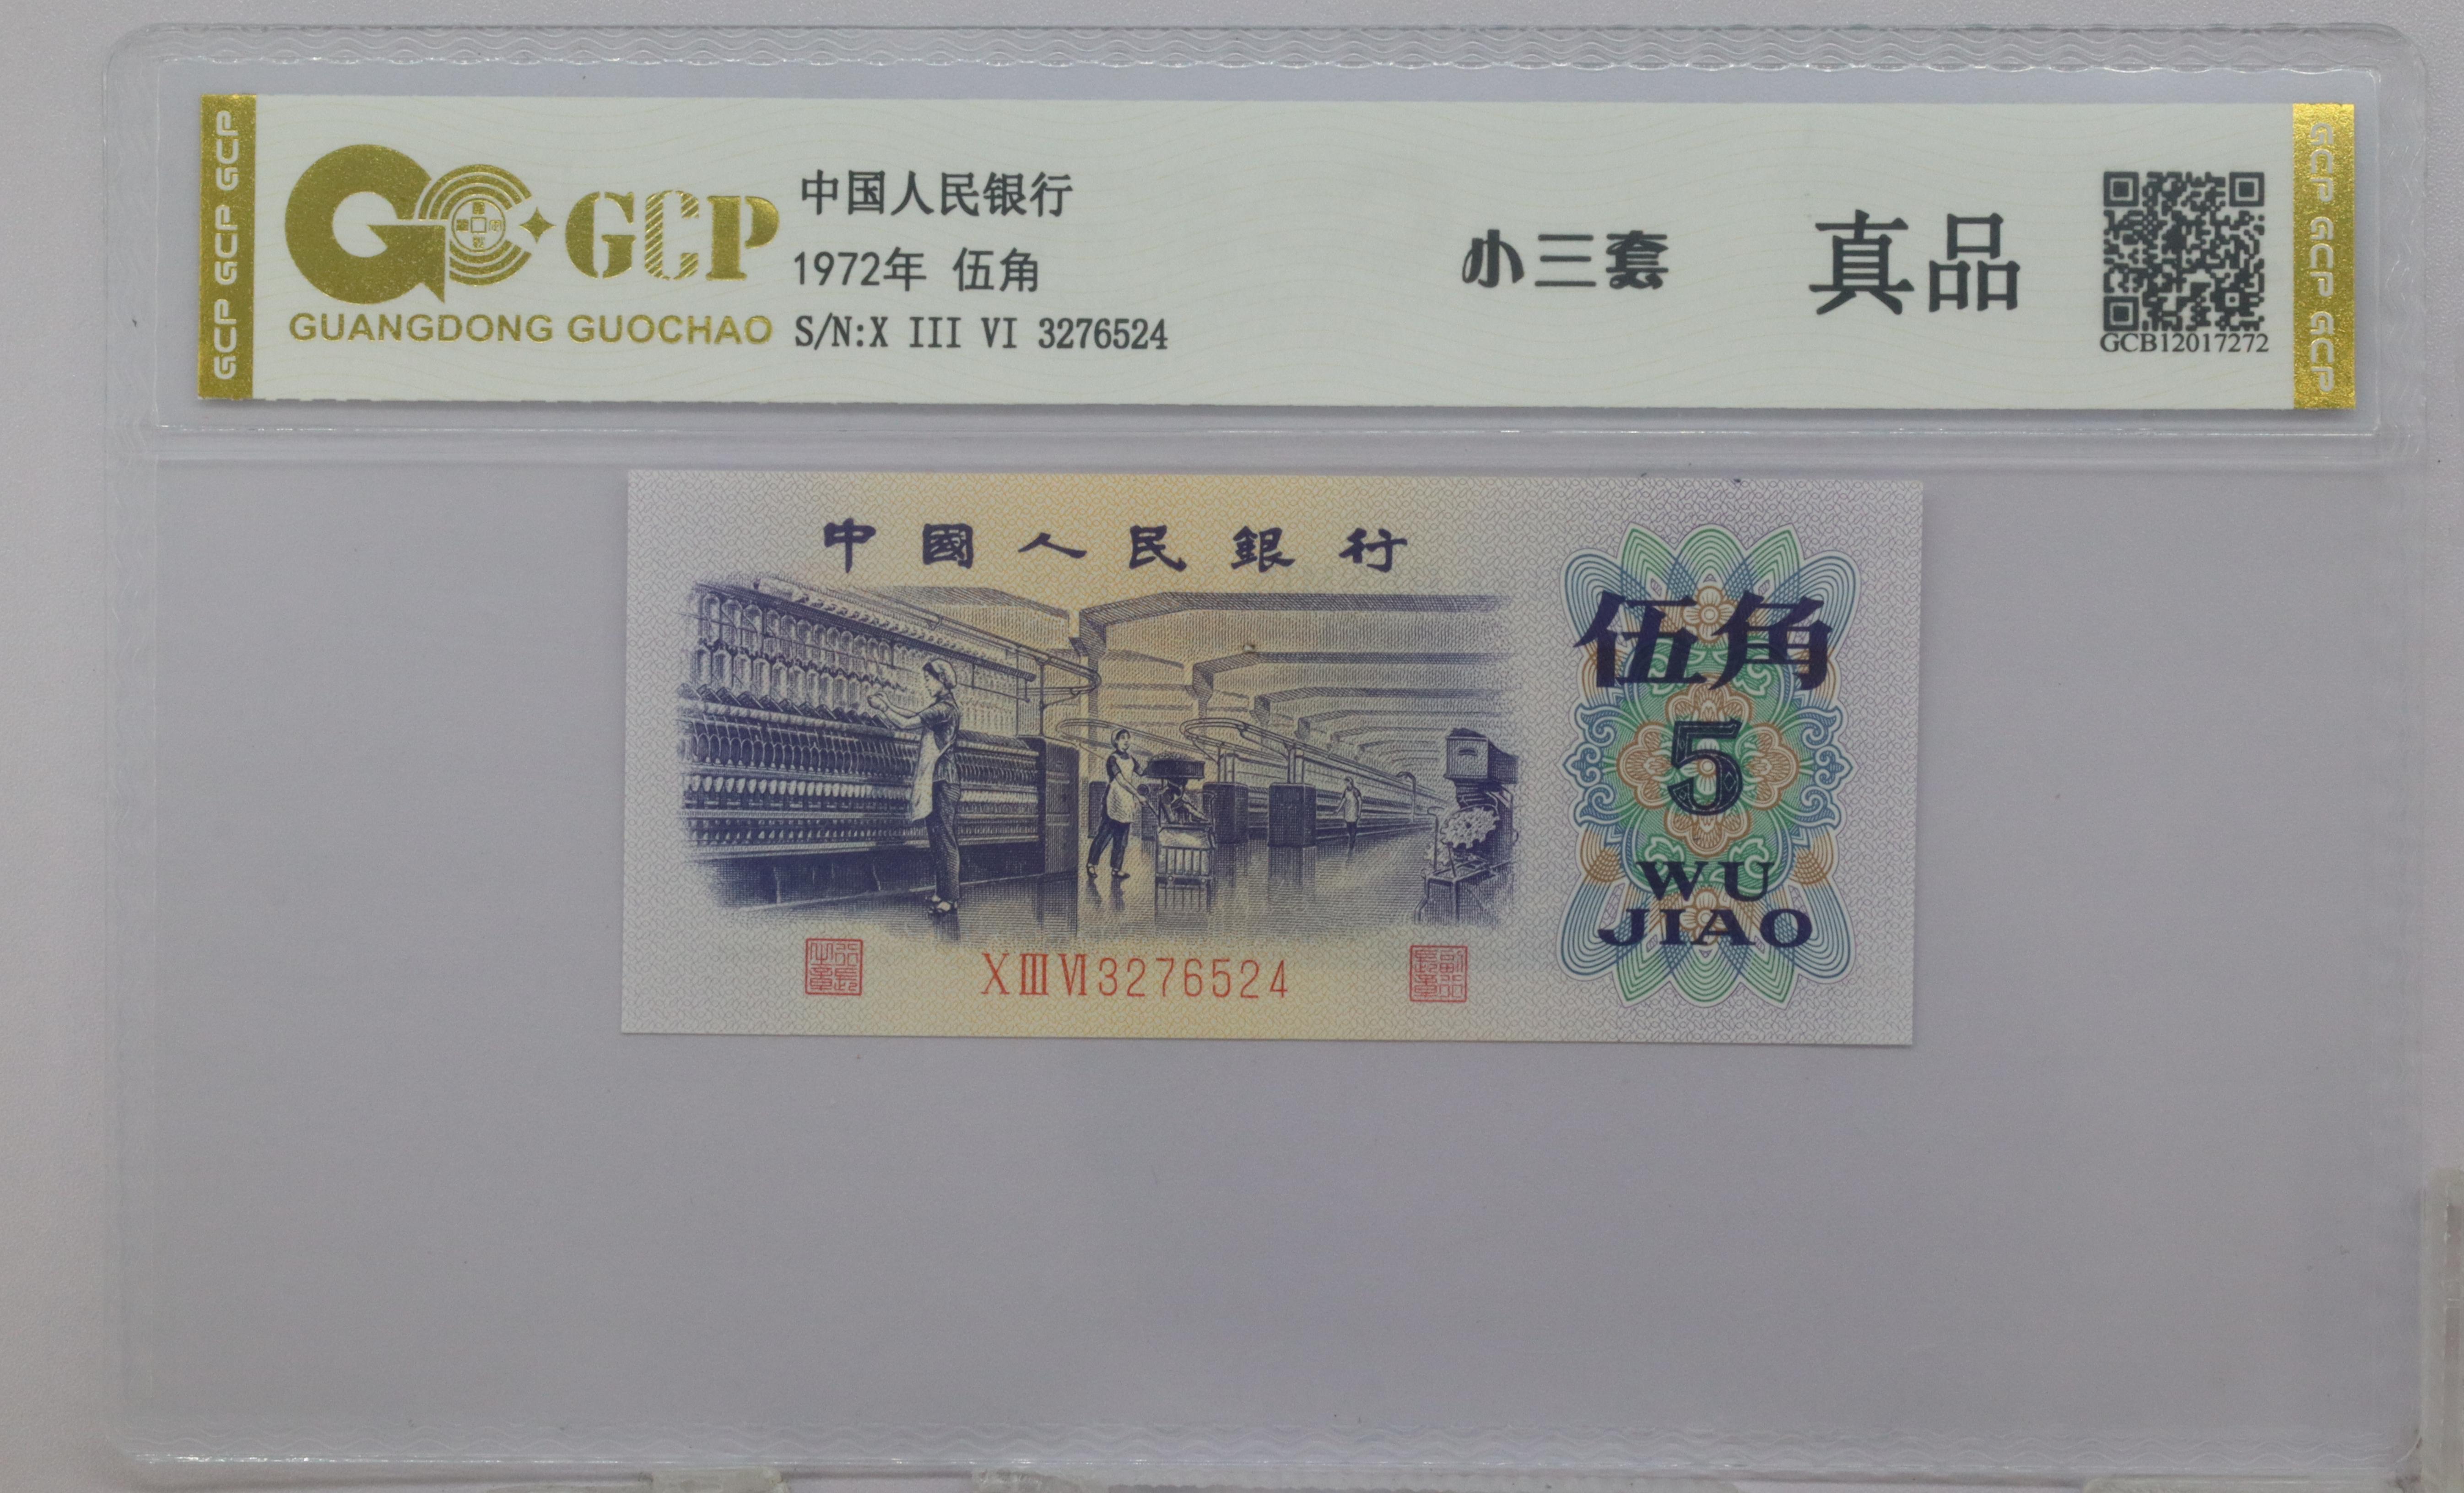 GCP GCP GCP
GCP
GUANGDONG GUOCHAO
中国人民银行
1972年 伍角
S/N:X III VI 3276524
小三套
真品
GCB12017272
GCP GCP GCP
中國人民銀行
伍角
5
WU
JIAO
XⅢⅥ3276524